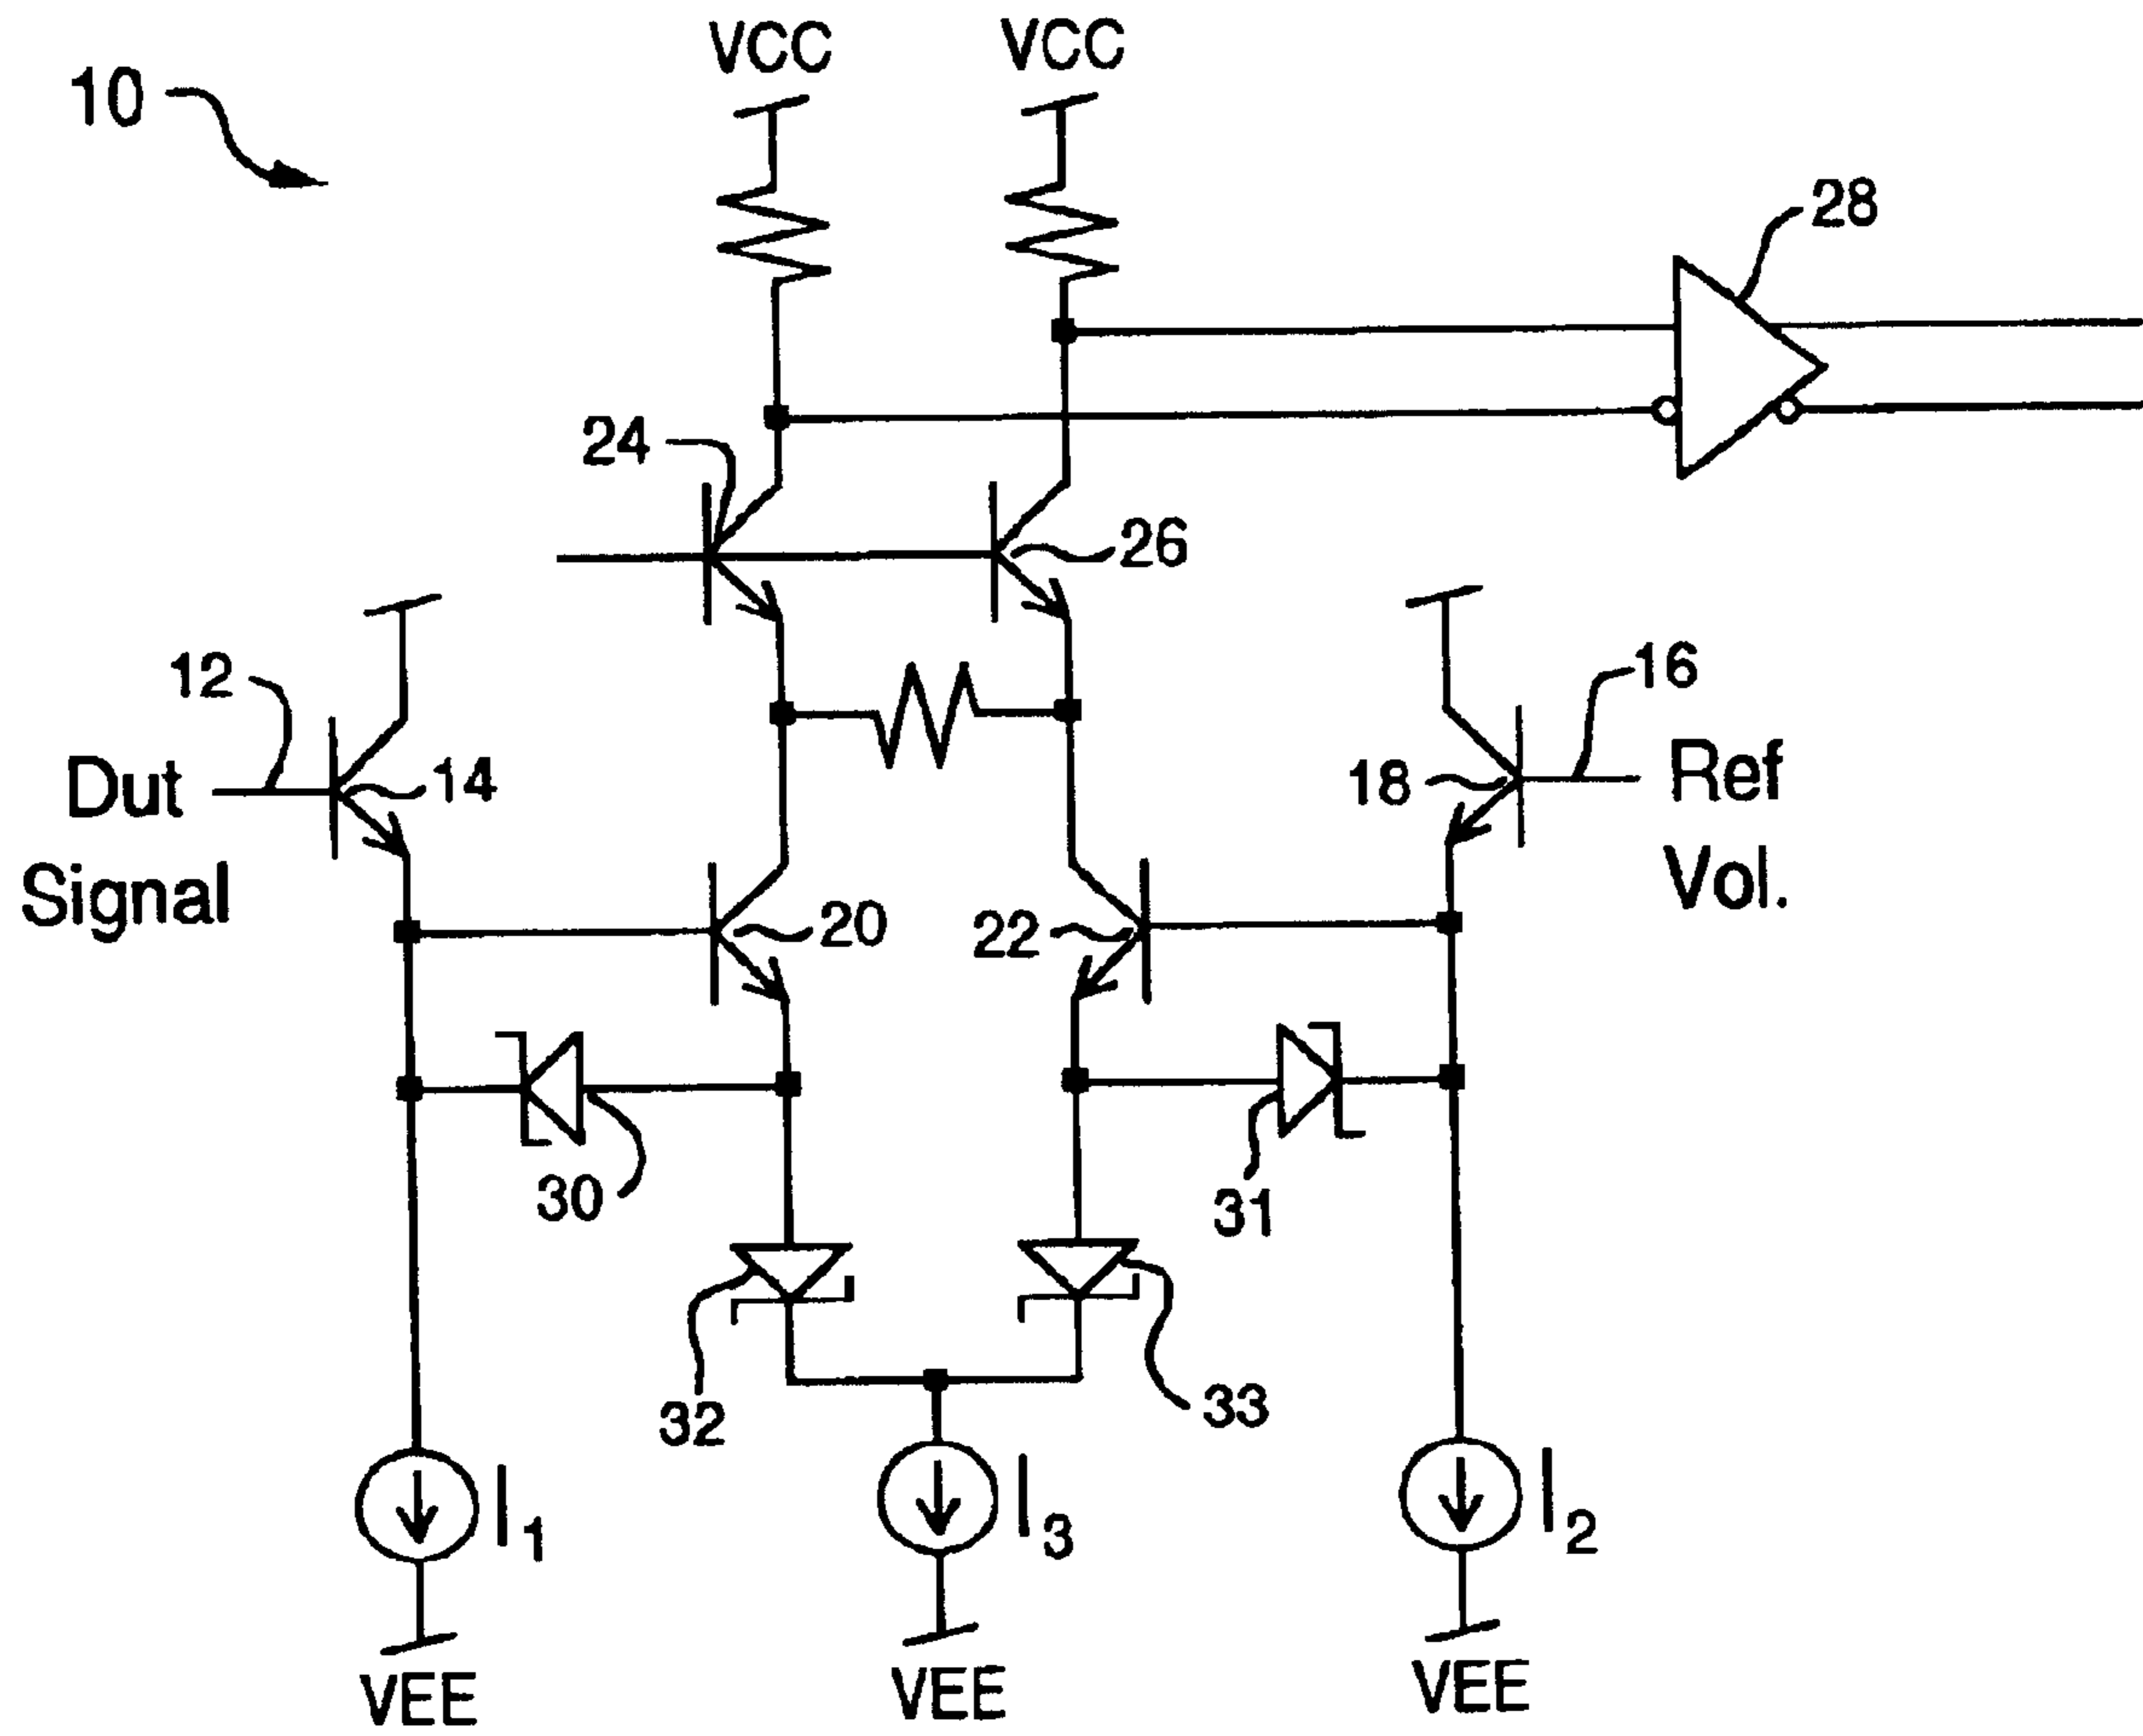 VCC
VCC
10
28
24
26
12
16
Dut
Signal
14
18
Ref
Vol.
20
22
30
31
32
33
I1
I3
I2
VEE
VEE
VEE